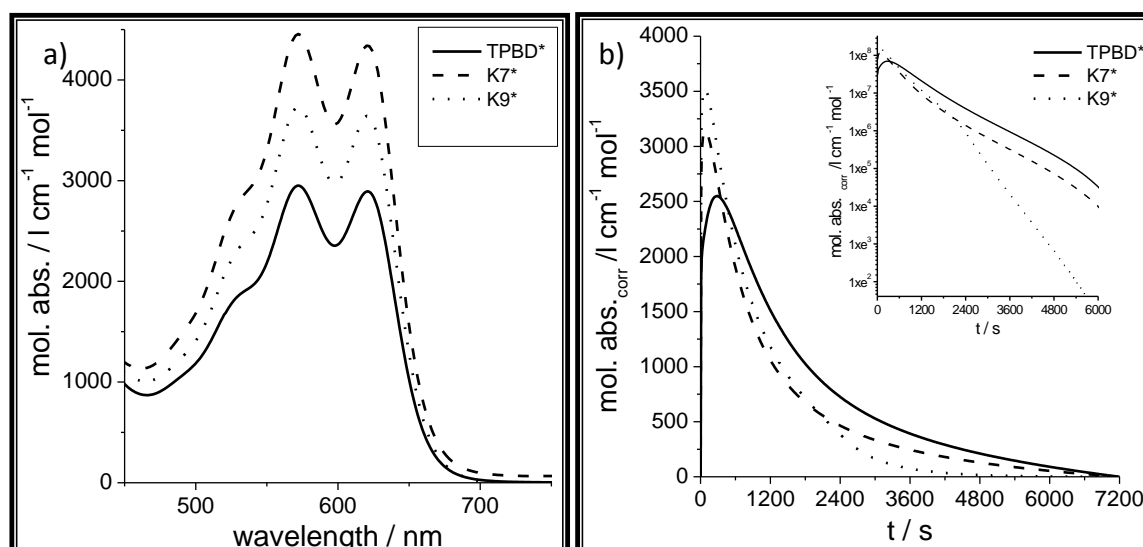 a)
TPBD*
K7*
K9*
4000
3000
2000
1000
0
mol. abs. / l cm-1 mol-1
500
600
700
wavelength / nm
b)
TPBD*
K7*
K9*
4000
3500
3000
2500
2000
1500
1000
500
0
mol. abs.corr /l cm-1 mol-1
0
1200
2400
3600
4800
6000
7200
t / s
1xe8
1xe7
1xe6
1xe5
1xe4
1xe3
1xe2
mol. abs.corr /l cm-1 mol-1
0
1200
2400
3600
4800
6000
t / s